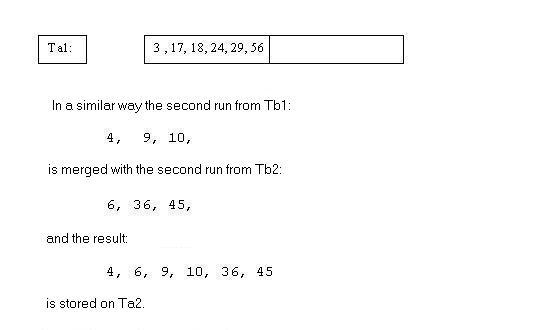 Ta1: 3 , 17, 18, 24, 29, 56
In a similar way the second run from Tb1:
4, 9, 10,
is merged with the second run from Tb2:
6, 36, 45,
and the result:
4, 6, 9, 10, 36, 45
is stored on Ta2.